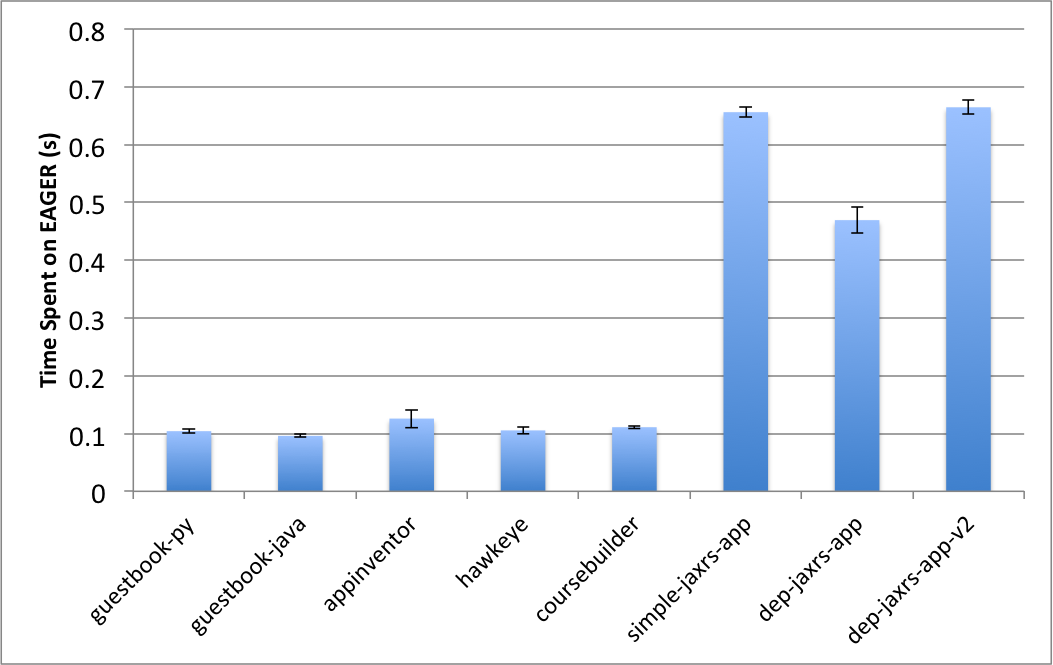 Time Spent on EAGER (s)
0.8
0.7
0.6
0.5
0.4
0.3
0.2
0.1
0
guestbook-py
guestbook-java
appinventor
hawkeye
coursebuilder
simple-jaxrs-app
dep-jaxrs-app
dep-jaxrs-app-v2